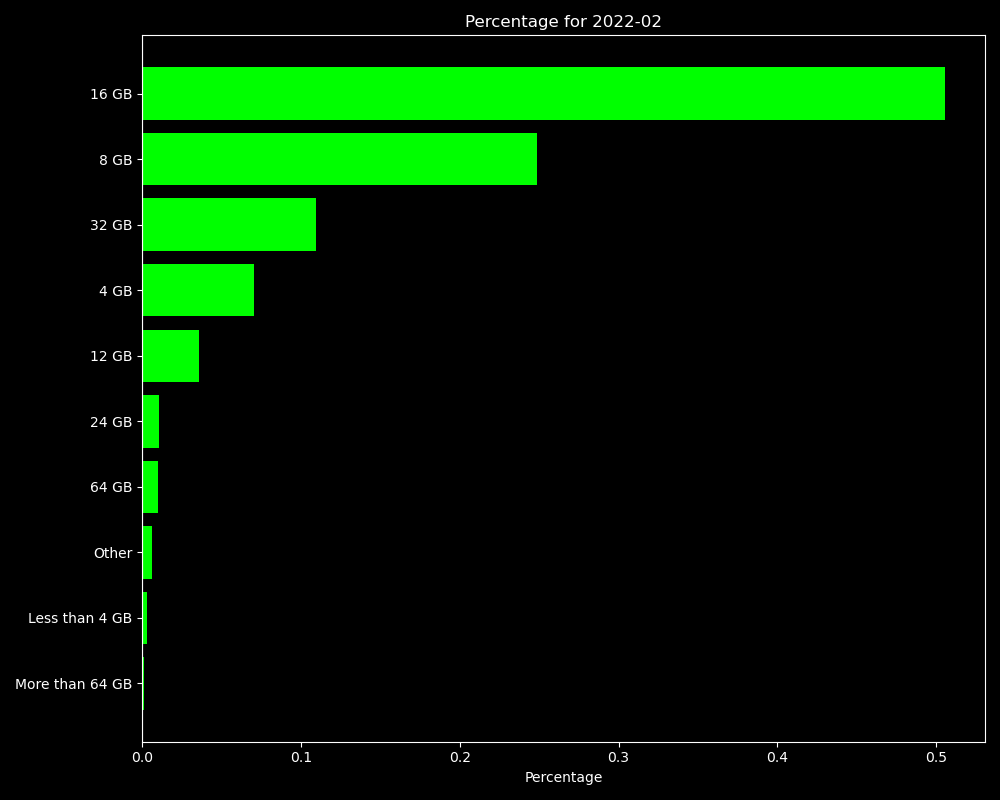 Percentage for 2022-02
16 GB
8 GB
32 GB
4 GB
12 GB
24 GB
64 GB
Other
Less than 4 GB
More than 64 GB
0.0 0.1 0.2 0.3 0.4 0.5
Percentage